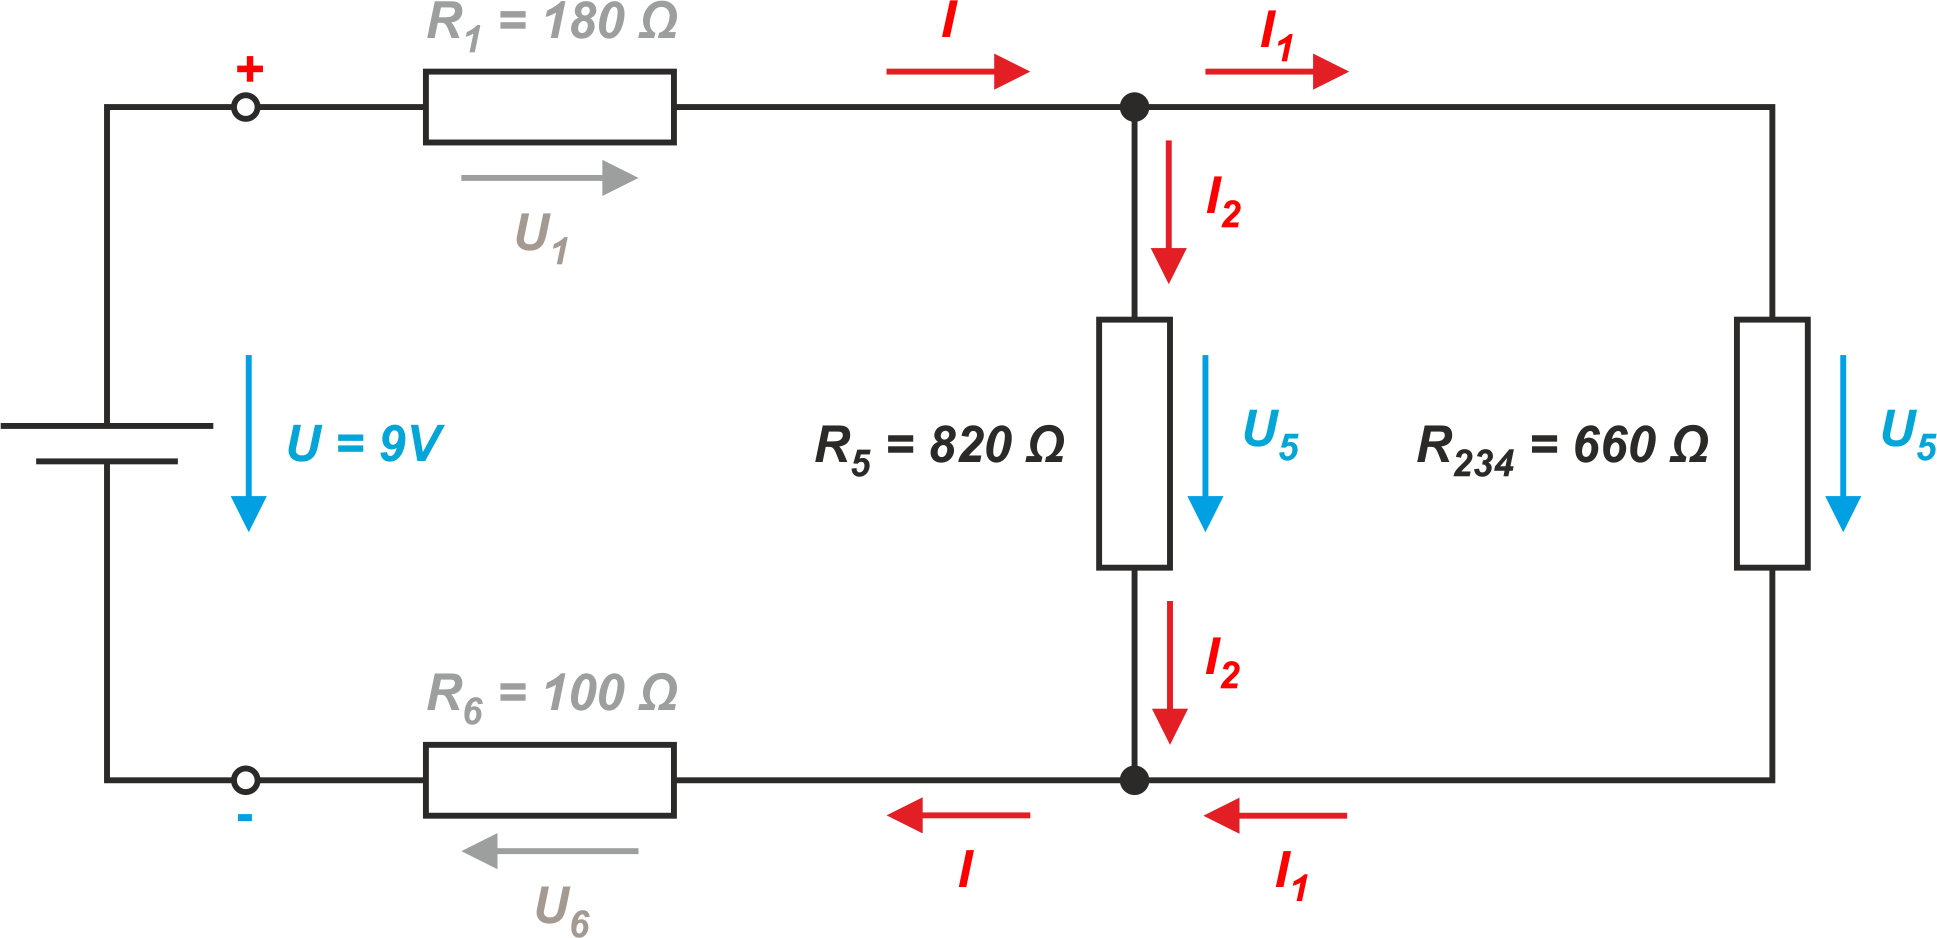 R1 = 180 Ω
I
I1
+
U1
I2
U = 9V
R5 = 820 Ω
U5
R234 = 660 Ω
U5
I2
R6 = 100 Ω
-
I
I1
U6